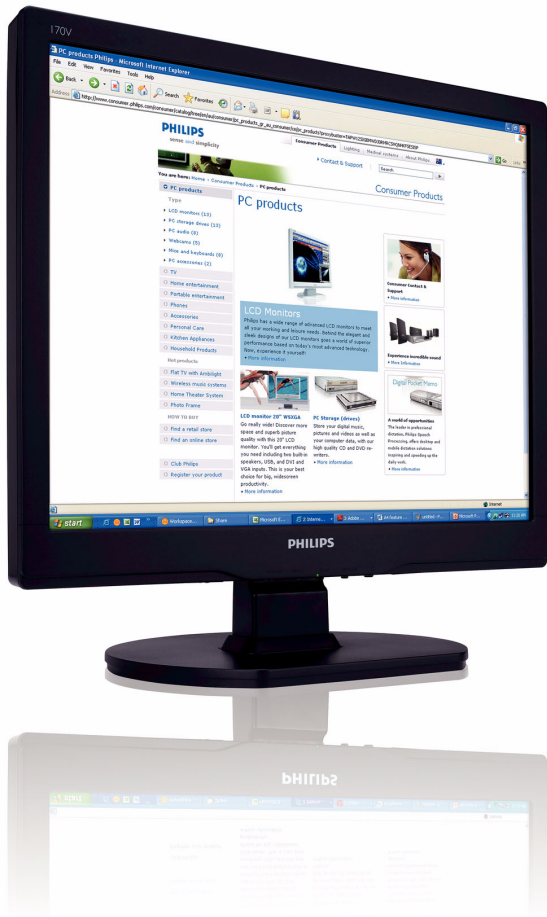 170V
PC products Philips - Microsoft Internet Explorer
File Edit View Favorites Tools Help
Back Search Favorites
Address Go
PHILIPS
sense and simplicity
Consumer Products Lighting Medical systems About Philips
Contact & Support Search
You are here: Home Consumer Products PC products
Consumer Products
PC products
Type
LCD monitors (13)
PC storage drives (13)
PC audio (8)
Webcams (5)
Mice and keyboards (8)
PC accessories (2)
TV
Home entertainment
Portable entertainment
Phones
Accessories
Personal Care
Kitchen Appliances
Household Products
Hot products
Flat TV with Ambilight
Wireless music systems
Home Theater System
Photo Frame
HOW TO BUY
Find a retail store
Find an online store
Club Philips
Register your product
PC products
LCD Monitors
Philips has a wide range of advanced LCD monitors to meet
all your working and leisure needs. Behind the elegant and
sleek designs of our LCD monitors goes a world of superior
performance based on today's most advanced technology.
Now, experience it yourself!
More information
LCD monitor 20" WSXGA
Go really wide! Discover more
space and superb picture
quality with this 20" LCD
monitor. You'll get everything
you need including two built-in
speakers, USB, and DVI and
VGA inputs. This is your best
choice for big, widescreen
productivity.
More information
PC Storage (drives)
Store your digital music,
pictures and videos as well as
your computer data, with our
high quality CD and DVD re-
writers.
More information
Consumer Contact &
Support
More information
Experience incredible sound
More information
Digital Pocket Memo
A world of opportunities
The leader in professional
dictation, Philips Speech
Processing, offers desktop and
mobile dictation solutions
inspiring and speeding up the
daily work.
More information
Internet
start Workspace... Share Microsoft E... 2 Interne... 2 Adobe ... Microsoft P...
PHILIPS